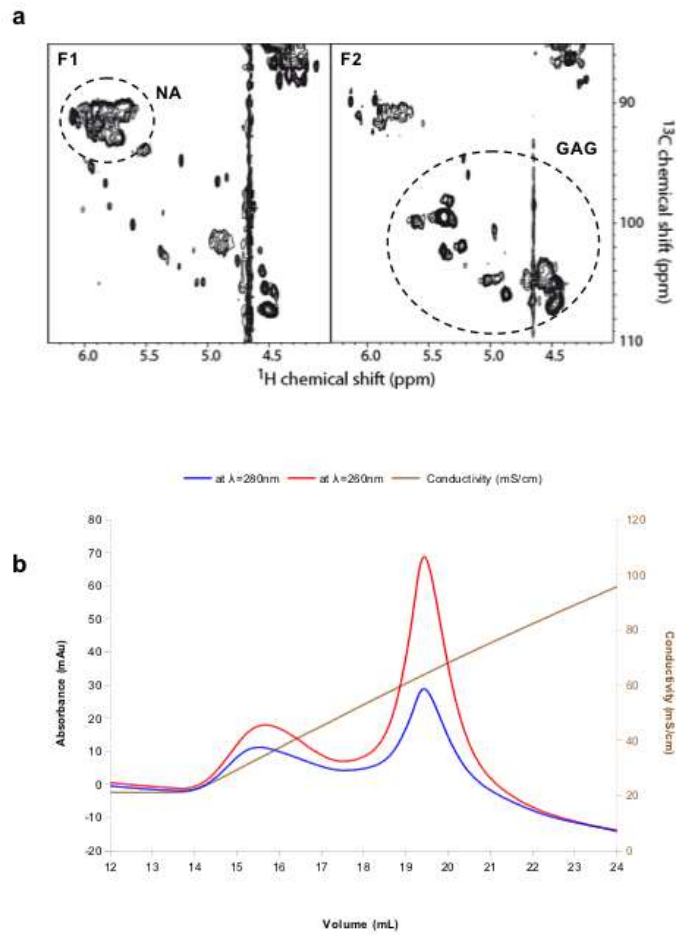 a
F1
NA
F2
GAG
90
100
110
¹³C chemical shift (ppm)
6.0 5.5 5.0 4.5 6.0 5.5 5.0 4.5
¹H chemical shift (ppm)
at λ=280nm at λ=260nm Conductivity (mS/cm)
b
80
70
60
50
40
30
20
10
0
-10
-20
Absorbance (mAu)
120
100
80
60
40
20
0
Conductivity (mS/cm)
12 13 14 15 16 17 18 19 20 21 22 23 24
Volume (mL)